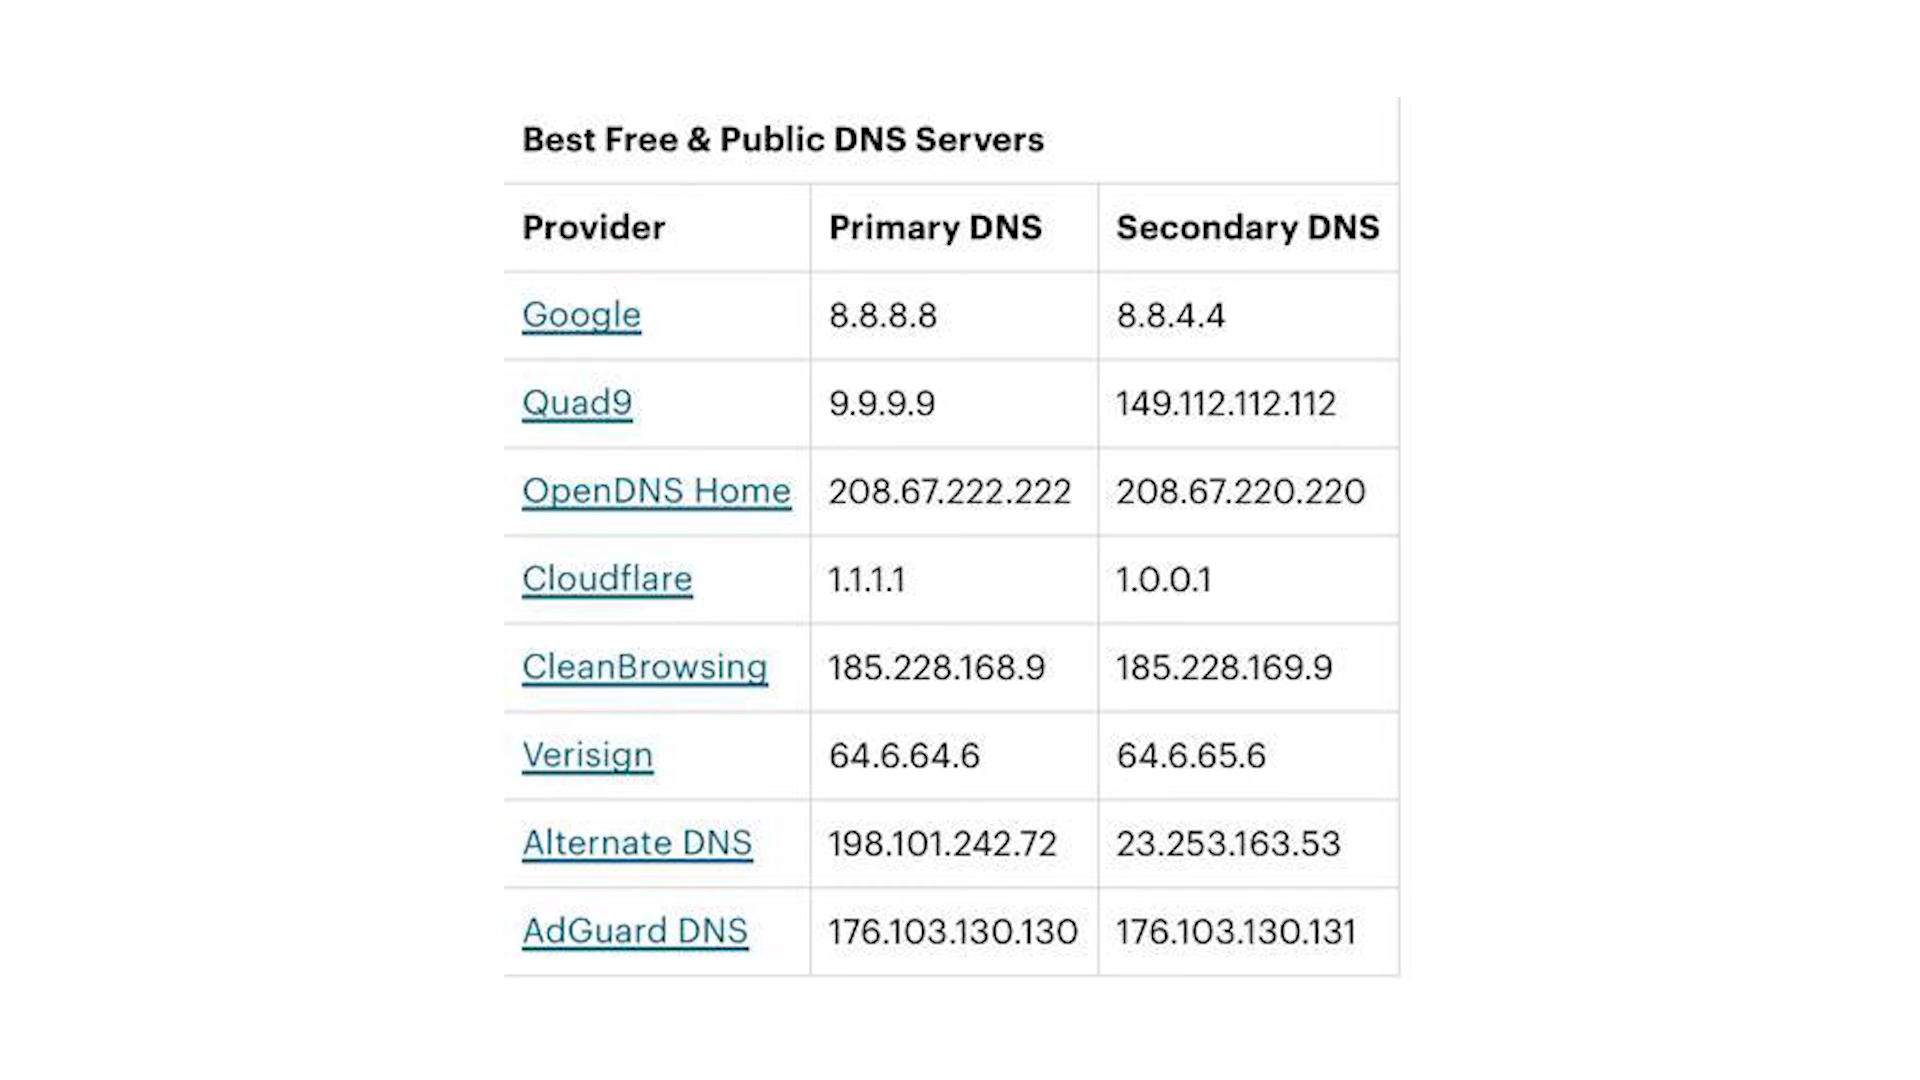 Best Free & Public DNS Servers
Provider Primary DNS Secondary DNS
Google 8.8.8.8 8.8.4.4
Quad9 9.9.9.9 149.112.112.112
OpenDNS Home 208.67.222.222 208.67.220.220
Cloudflare 1.1.1.1 1.0.0.1
CleanBrowsing 185.228.168.9 185.228.169.9
Verisign 64.6.64.6 64.6.65.6
Alternate DNS 198.101.242.72 23.253.163.53
AdGuard DNS 176.103.130.130 176.103.130.131